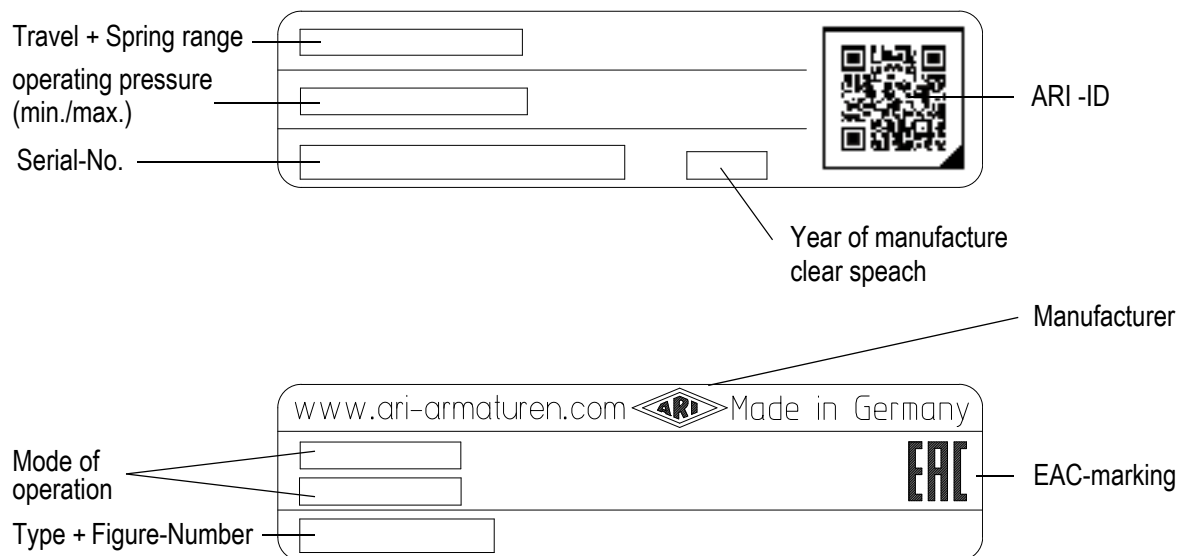 Travel + Spring range
operating pressure
(min./max.)
ARI -ID
Serial-No.
Year of manufacture
clear speach
Manufacturer
www.ari-armaturen.com ARI Made in Germany
Mode of
operation
EAC
EAC-marking
Type + Figure-Number